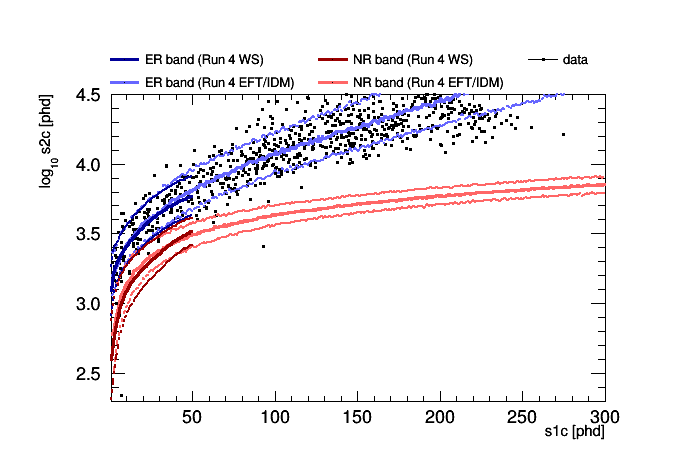 ER band (Run 4 WS) NR band (Run 4 WS) data
ER band (Run 4 EFT/IDM) NR band (Run 4 EFT/IDM)
log10 s2c [phd]
4.5
4.0
3.5
3.0
2.5
50 100 150 200 250 300
s1c [phd]